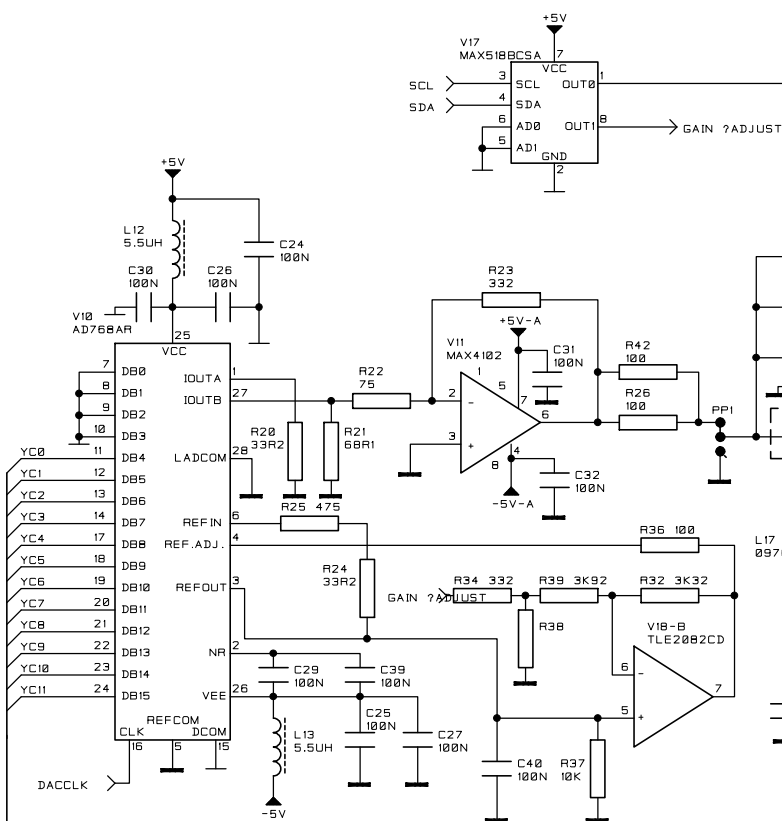 +5V
V17
MAX518BCSA
7
VCC
SCL
3
SCL
OUT0
1
SDA
4
SDA
6
AD0
OUT1
8
GAIN ?ADJUST
5
AD1
GND
2
+5V
L12
5.5UH
C24
100N
C30
100N
C26
100N
V10
AD768AR
25
VCC
R23
332
+5V-A
V11
MAX4102
C31
100N
R42
100
7
DB0
IOUTA
1
8
DB1
IOUTB
27
R22
75
1
5
7
2
-
6
R26
100
PP1
9
DB2
10
DB3
R20
33R2
R21
68R1
3
+
YC0
11
DB4
LADCOM
28
4
8
-5V-A
C32
100N
YC1
12
DB5
YC2
13
DB6
R25 475
YC3
14
DB7
REFIN
6
YC4
17
DB8
REF.ADJ.
4
R36 100
L17
097
YC5
18
DB9
YC6
19
DB10
REFOUT
3
R24
33R2
GAIN ?ADJUST
R34 332
R39 3K92
R32 3K32
YC7
20
DB11
YC8
21
DB12
R38
V18-B
TLE2082CD
YC9
22
DB13
NR
2
YC10
23
DB14
C29
100N
C39
100N
6
-
YC11
24
DB15
VEE
26
7
5
+
REFCOM
CLK
DCOM
16
5
15
L13
5.5UH
C25
100N
C27
100N
C40
100N
R37
10K
DACCLK
-5V